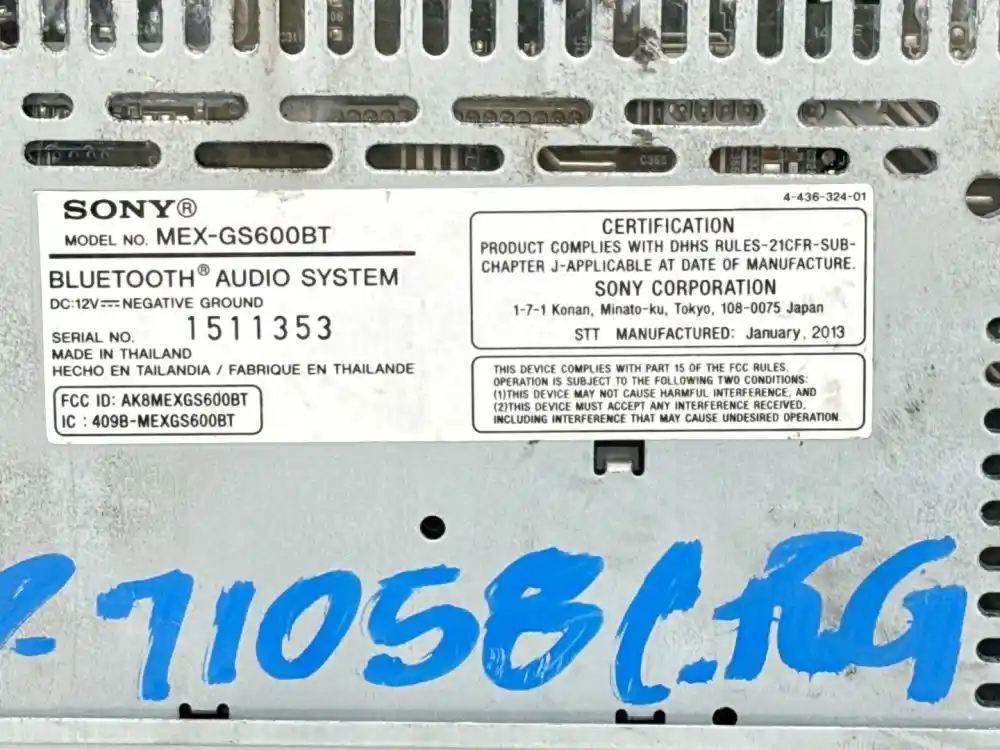 4-436-324-01
SONY®
MODEL NO. MEX-GS600BT
BLUETOOTH® AUDIO SYSTEM
DC:12V⎓NEGATIVE GROUND
SERIAL NO. 1511353
MADE IN THAILAND
HECHO EN TAILANDIA / FABRIQUE EN THAILANDE
FCC ID: AK8MEXGS600BT
IC : 409B-MEXGS600BT
CERTIFICATION
PRODUCT COMPLIES WITH DHHS RULES-21CFR-SUB-
CHAPTER J-APPLICABLE AT DATE OF MANUFACTURE.
SONY CORPORATION
1-7-1 Konan, Minato-ku, Tokyo, 108-0075 Japan
STT MANUFACTURED: January, 2013
THIS DEVICE COMPLIES WITH PART 15 OF THE FCC RULES.
OPERATION IS SUBJECT TO THE FOLLOWING TWO CONDITIONS:
(1)THIS DEVICE MAY NOT CAUSE HARMFUL INTERFERENCE, AND
(2)THIS DEVICE MUST ACCEPT ANY INTERFERENCE RECEIVED,
INCLUDING INTERFERENCE THAT MAY CAUSE UNDESIRED OPERATION.
C365
-71058